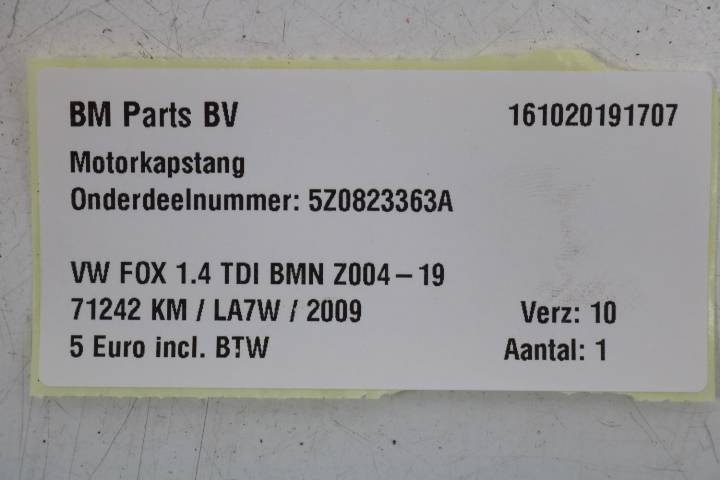 BM Parts BV 161020191707
Motorkapstang
Onderdeelnummer: 5Z0823363A
VW FOX 1.4 TDI BMN Z004-19
71242 KM / LA7W / 2009 Verz: 10
5 Euro incl. BTW Aantal: 1